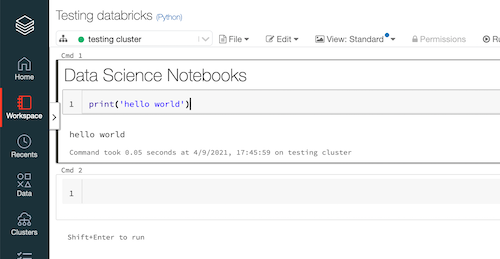 Testing databricks (Python)
testing cluster
File
Edit
View: Standard
Permissions
Home
Workspace
Recents
Data
Clusters
Cmd 1
Data Science Notebooks
1 print('hello world')
hello world
Command took 0.05 seconds at 4/9/2021, 17:45:59 on testing cluster
Cmd 2
1
Shift+Enter to run